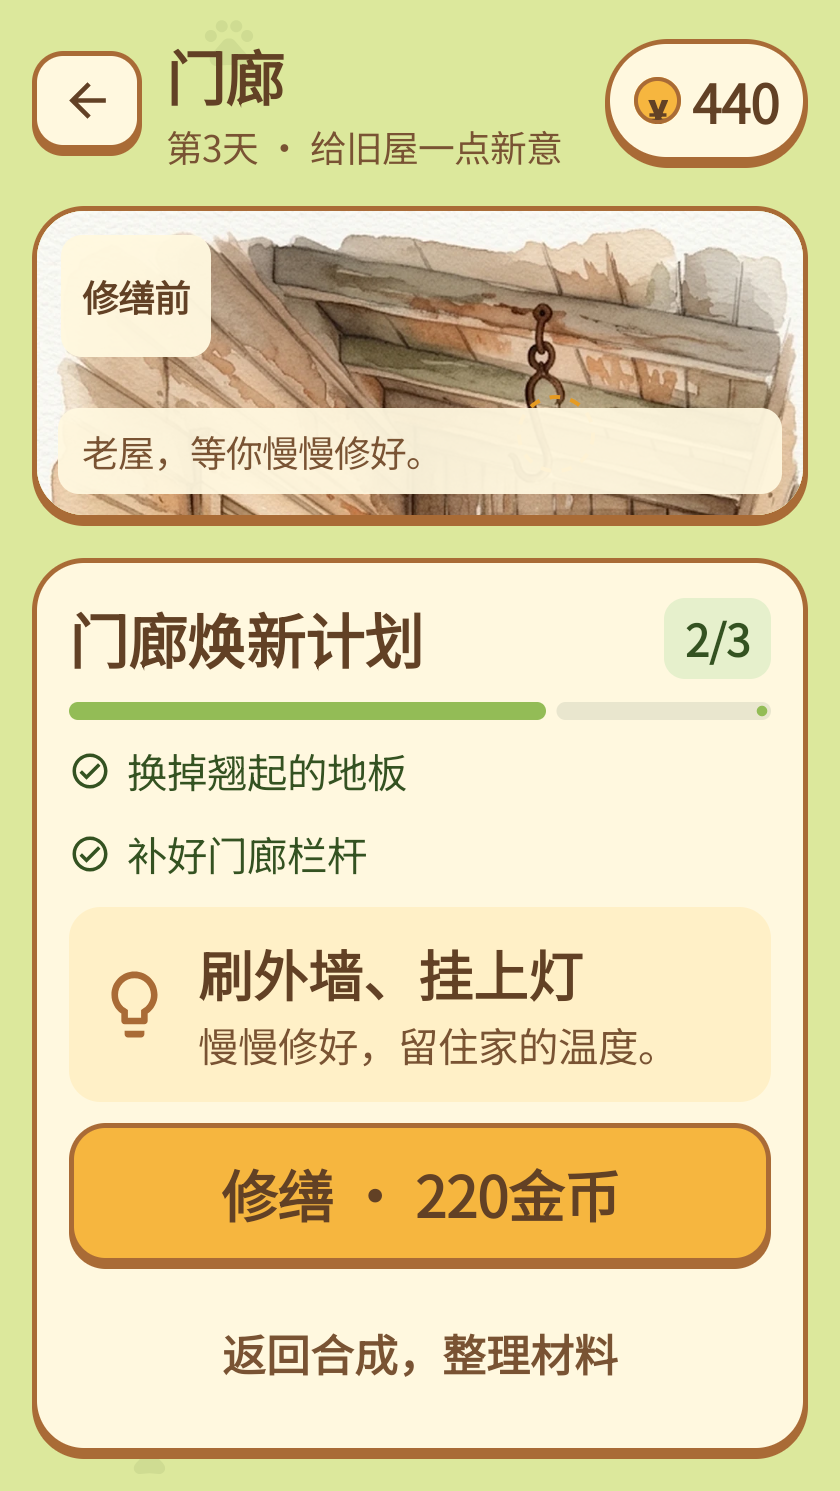 门廊
第3天 · 给旧屋一点新意
¥ 440
修缮前
老屋，等你慢慢修好。
门廊焕新计划
2/3
换掉翘起的地板
补好门廊栏杆
刷外墙、挂上灯
慢慢修好，留住家的温度。
修缮 · 220金币
返回合成，整理材料